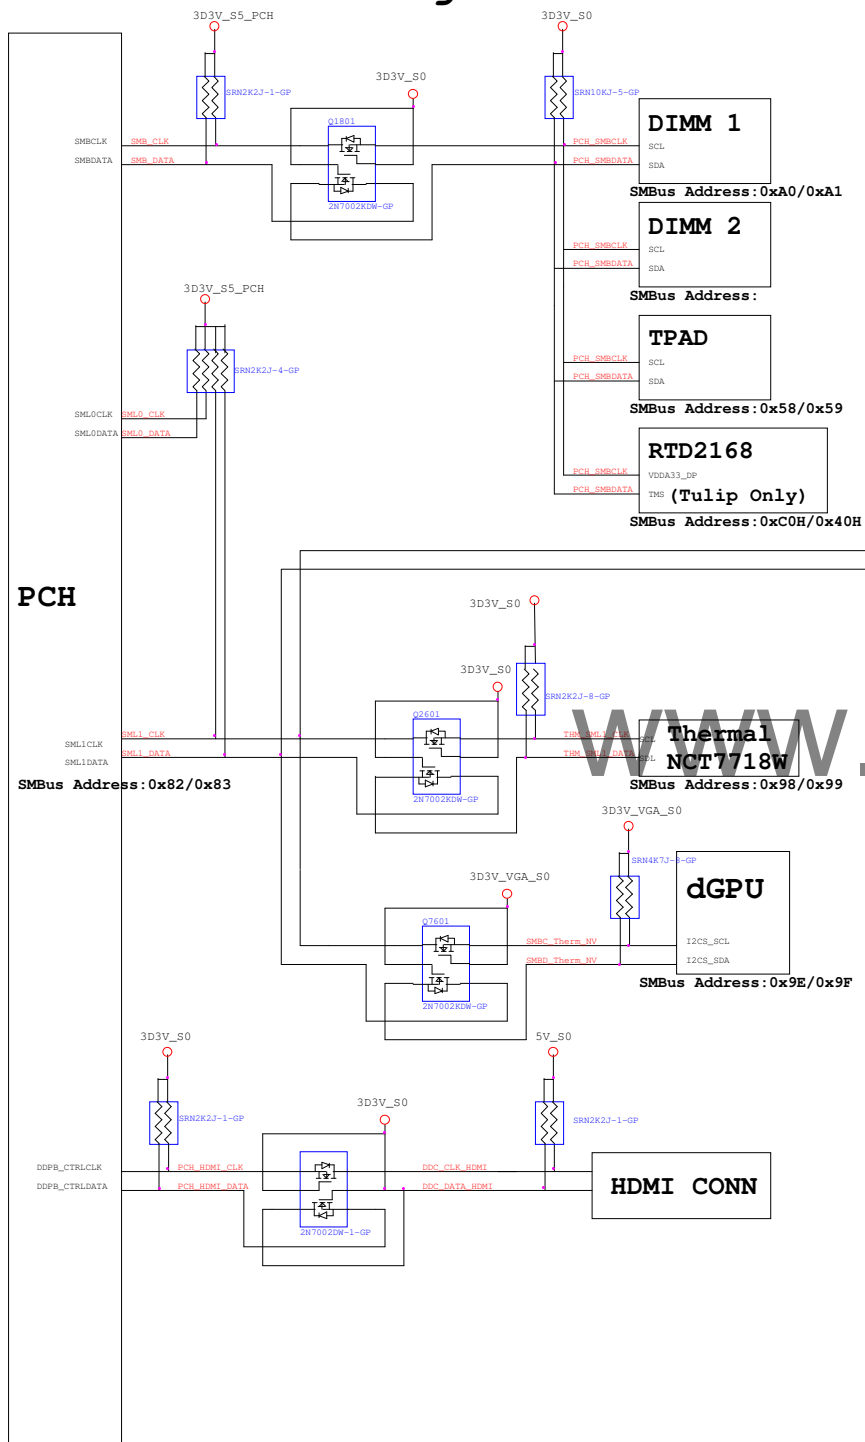 3D3V_S5_PCH
3D3V_S0
SRN2K2J-1-GP
3D3V_S0
SRN10KJ-5-GP
Q1801
DIMM 1
SMBCLK
SMB_CLK
PCH_SMBCLK
SCL
SMBDATA
SMB_DATA
PCH_SMBDATA
SDA
2N7002KDW-GP
SMBus Address:0xA0/0xA1
DIMM 2
PCH_SMBCLK
SCL
PCH_SMBDATA
SDA
3D3V_S5_PCH
SMBus Address:
TPAD
SRN2K2J-4-GP
PCH_SMBCLK
SCL
PCH_SMBDATA
SDA
SMBus Address:0x58/0x59
SML0CLK
SML0_CLK
SML0DATA
SML0_DATA
RTD2168
PCH_SMBCLK
VDDA33_DP
PCH_SMBDATA
TMS
(Tulip Only)
SMBus Address:0xC0H/0x40H
PCH
3D3V_S0
3D3V_S0
SRN2K2J-8-GP
Q2601
SML1_CLK
THM_SML1_CLK
SCL
Thermal
SML1CLK
SML1_DATA
THM_SML1_DATA
SDL
NCT7718W
SML1DATA
SMBus Address:0x82/0x83
SMBus Address:0x98/0x99
2N7002KDW-GP
www.
3D3V_VGA_S0
SRN4K7J-8-GP
3D3V_VGA_S0
dGPU
Q7601
SMBC_Therm_NV
I2CS_SCL
SMBD_Therm_NV
I2CS_SDA
SMBus Address:0x9E/0x9F
2N7002KDW-GP
3D3V_S0
5V_S0
3D3V_S0
SRN2K2J-1-GP
SRN2K2J-1-GP
DDPB_CTRLCLK
PCH_HDMI_CLK
DDC_CLK_HDMI
DDPB_CTRLDATA
PCH_HDMI_DATA
DDC_DATA_HDMI
HDMI CONN
2N7002DW-1-GP